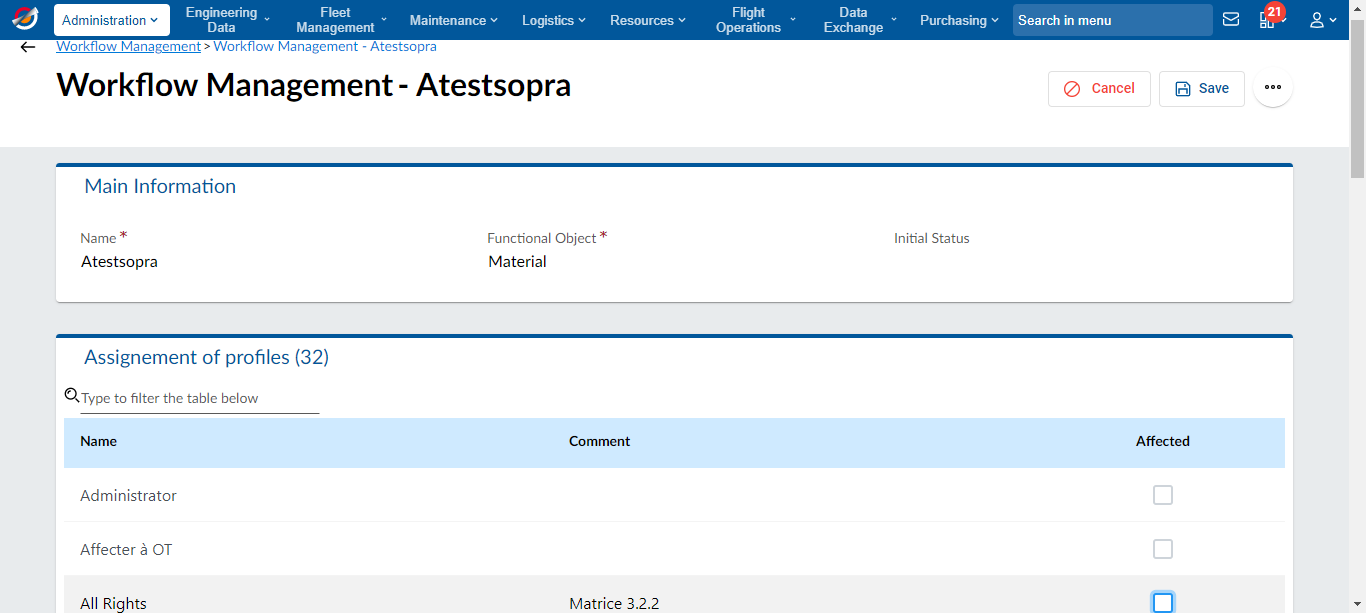 Administration
Engineering Data
Fleet Management
Maintenance
Logistics
Resources
Flight Operations
Data Exchange
Purchasing
Search in menu
21
Workflow Management > Workflow Management - Atestsopra
Workflow Management - Atestsopra
Cancel
Save
Main Information
Name * Functional Object * Initial Status
Atestsopra Material
Assignement of profiles (32)
Type to filter the table below
Name Comment Affected
Administrator
Affecter à OT
All Rights Matrice 3.2.2